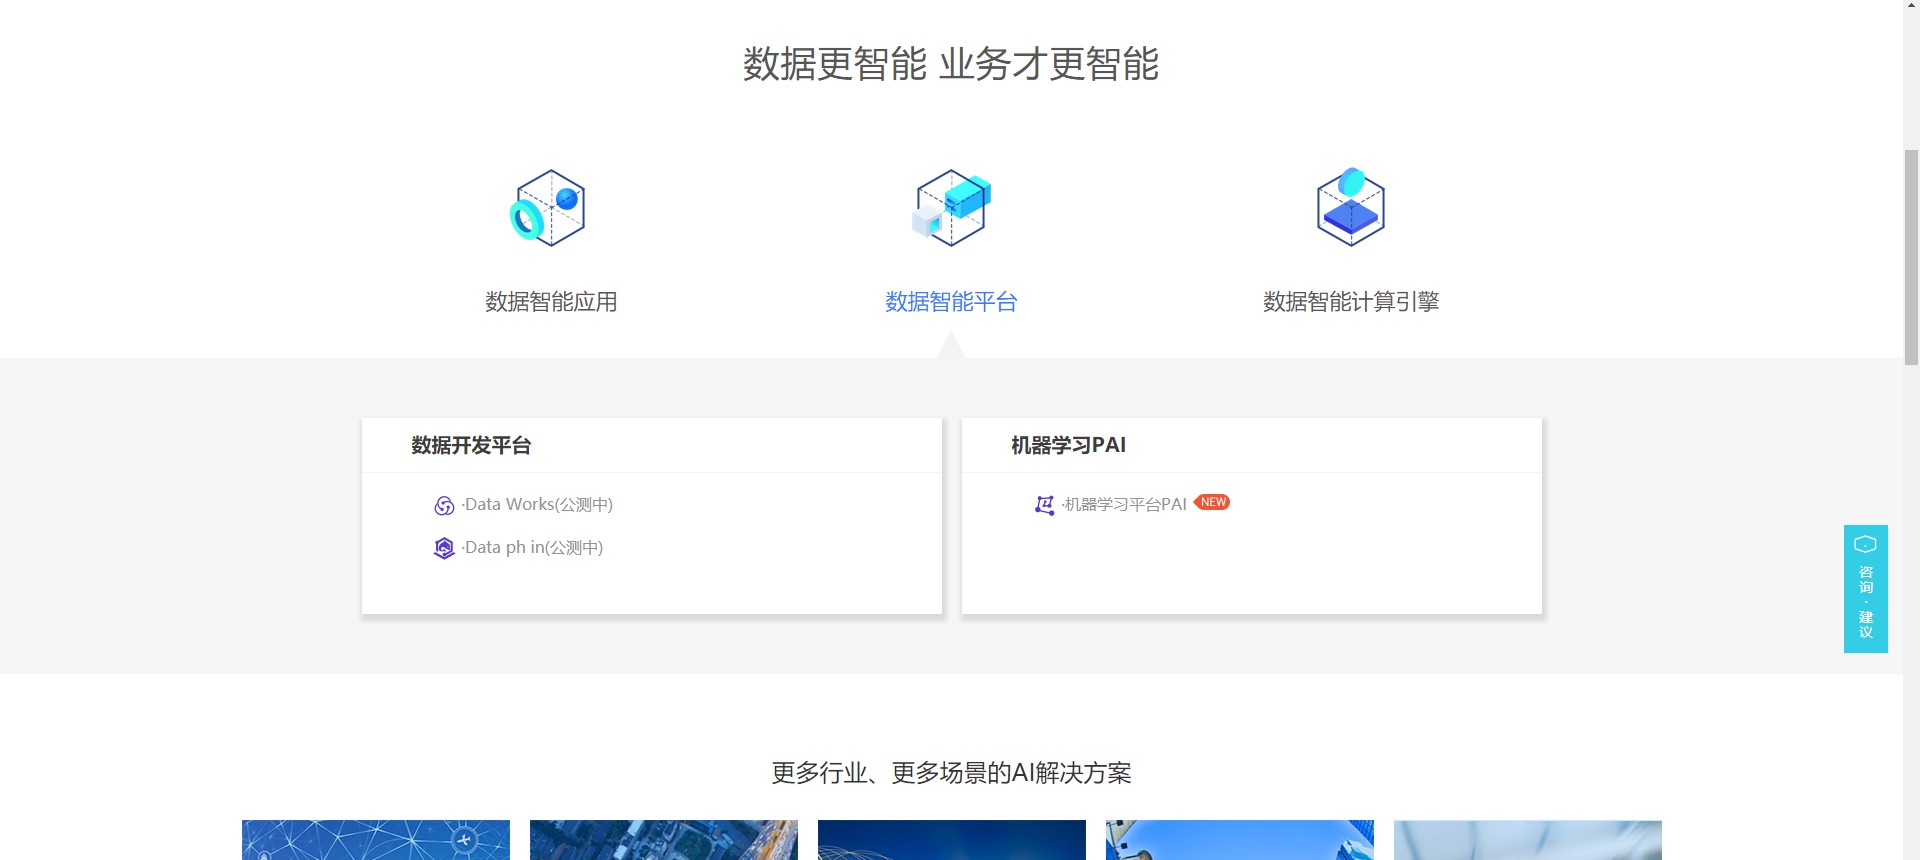 数据更智能 业务才更智能
数据智能应用
数据智能平台
数据智能计算引擎
数据开发平台
·Data Works(公测中)
·Data ph in(公测中)
机器学习PAI
·机器学习平台PAI NEW
咨询·建议
更多行业、更多场景的AI解决方案